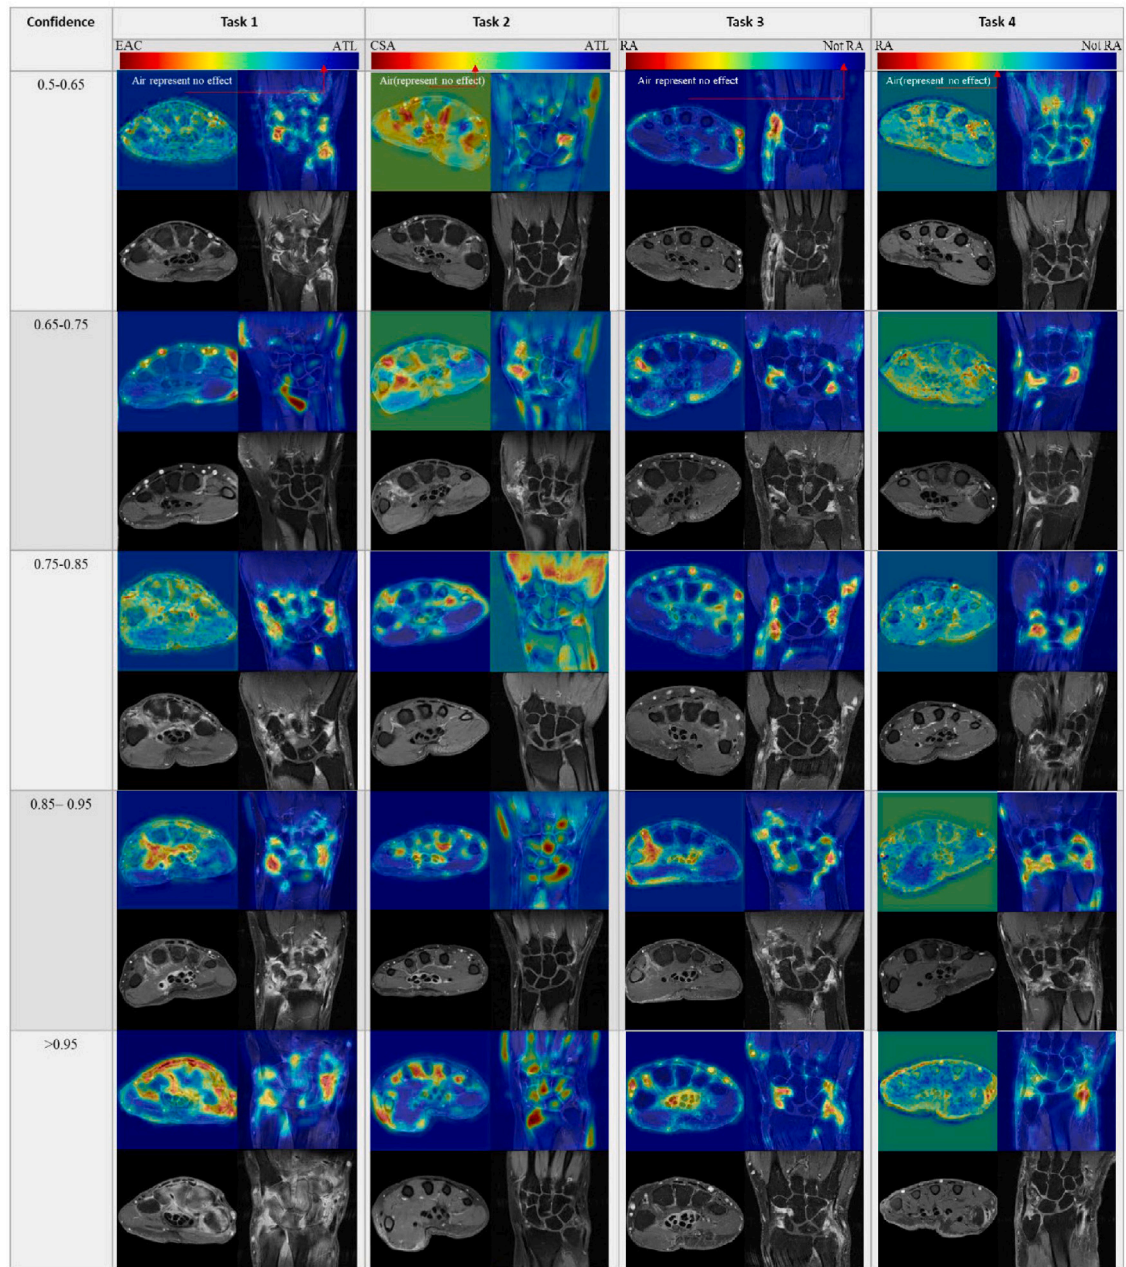 Confidence Task 1 Task 2 Task 3 Task 4
EAC ATL CSA ATL RA Not RA RA Not RA
0.5-0.65
Air represent no effect Air(represent no effect) Air represent no effect Air(represent no effect)
0.65-0.75
0.75-0.85
0.85– 0.95
>0.95